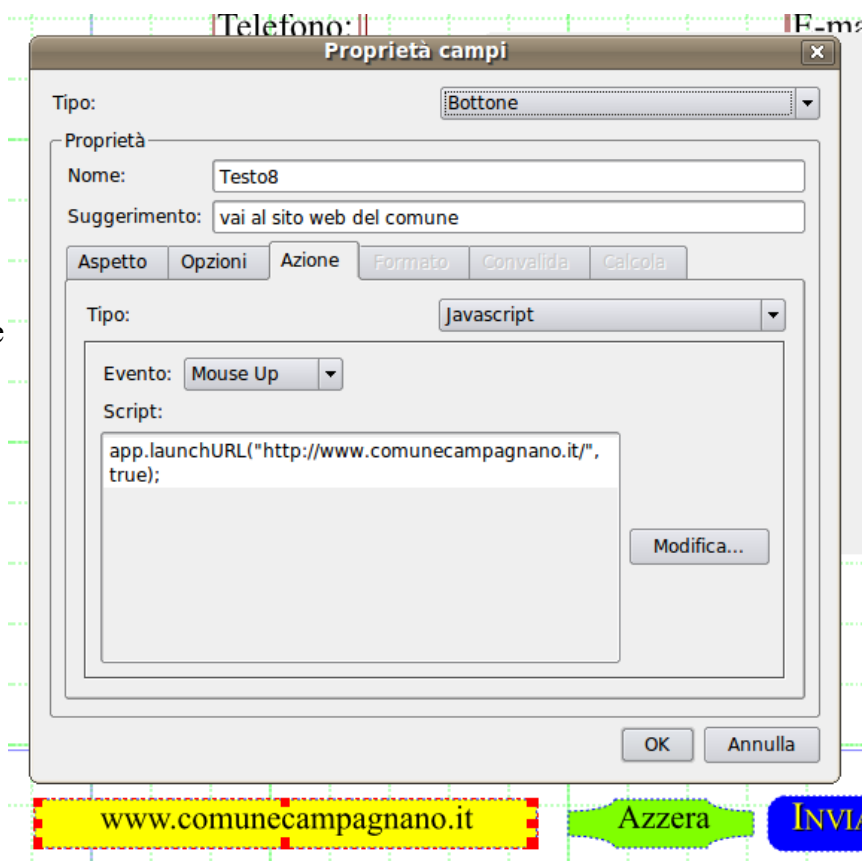 Telefono:
Proprietà campi
Tipo:
Bottone
Proprietà
Nome:
Testo8
Suggerimento:
vai al sito web del comune
Aspetto
Opzioni
Azione
Formato
Convalida
Calcola
Tipo:
Javascript
Evento:
Mouse Up
Script:
app.launchURL("http://www.comunecampagnano.it/",
true);
Modifica...
OK
Annulla
www.comunecampagnano.it
Azzera